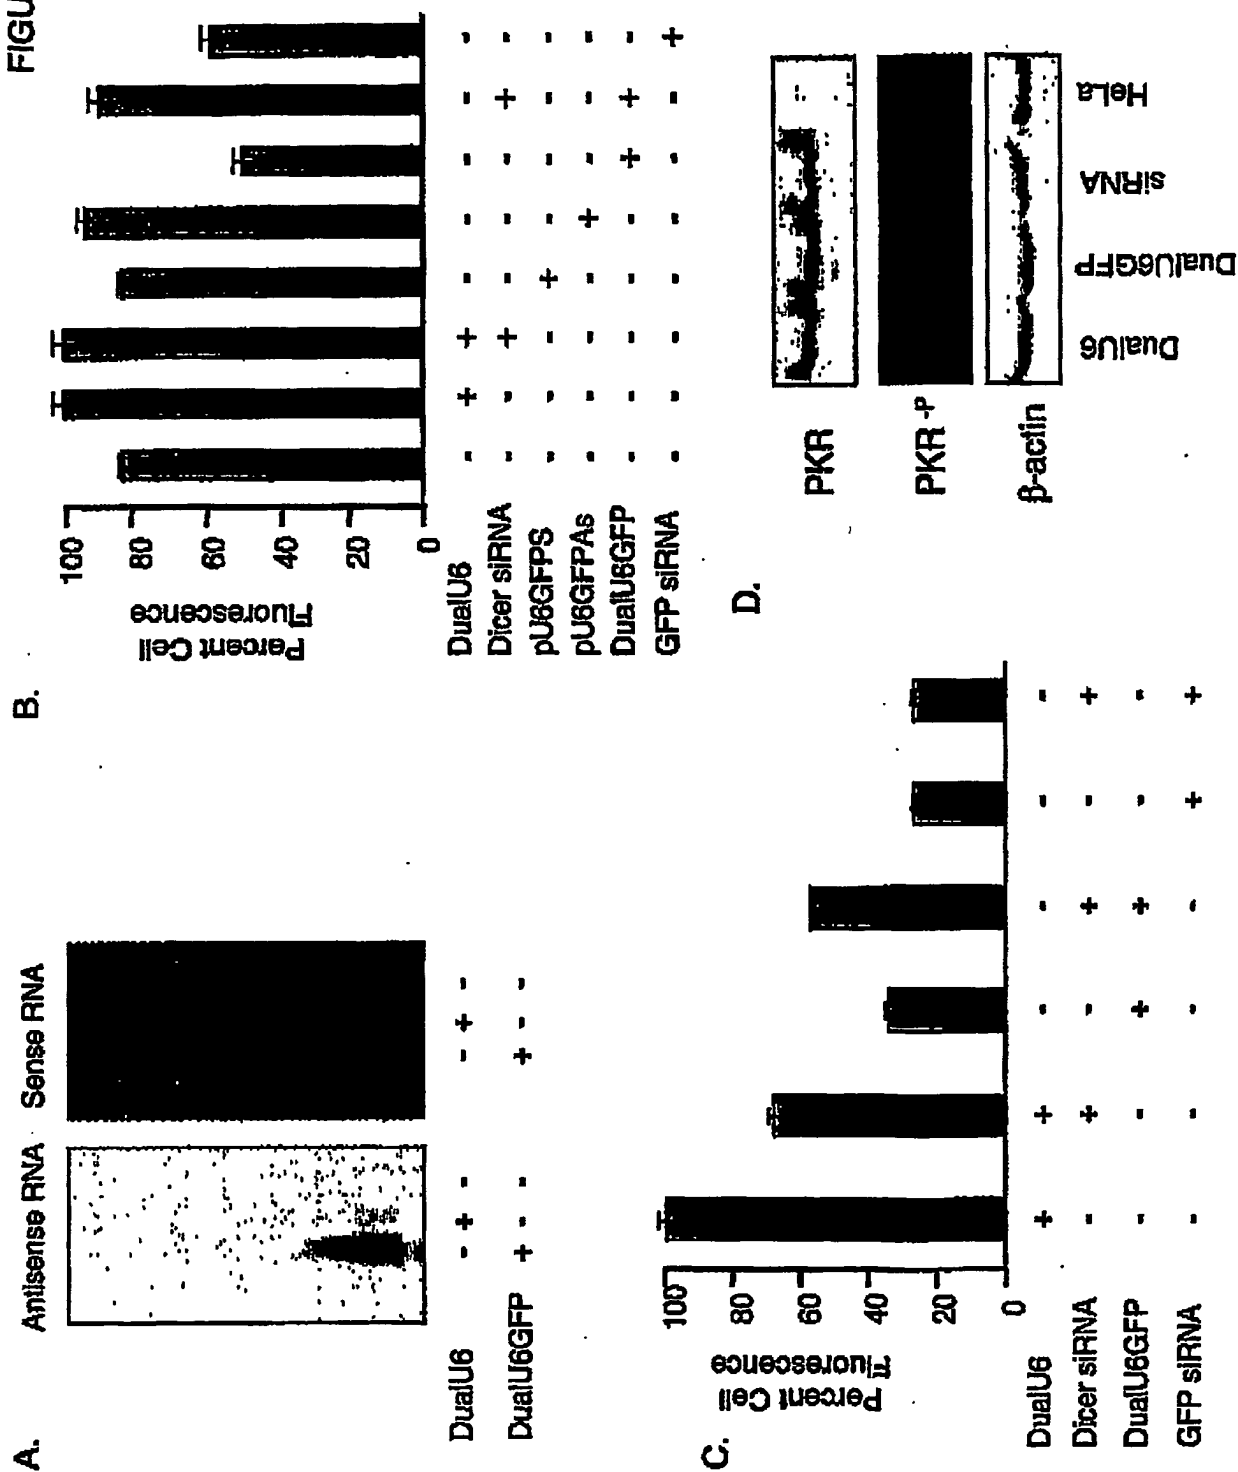 FIGU
A.
Antisense RNA Sense RNA
DualU6 - + - - + -
DualU6GFP + - - + - -
B.
Percent Cell
Fluorescence
100
80
60
40
20
0
DualU6 - + + - - - - -
Dicer siRNA - - + - - - + -
pU6GFPS - - - + - - - -
pU6GFPAs - - - - + - - -
DualU6GFP - - - - - + + -
GFP siRNA - - - - - - - +
C.
Percent Cell
Fluorescence
100
80
60
40
20
0
DualU6 + + - - - -
Dicer siRNA - + - + - +
DualU6GFP - - + + - -
GFP siRNA - - - - + +
D.
PKR
PKR-P
β-actin
DualU6
DualU6GFP
siRNA
HeLa